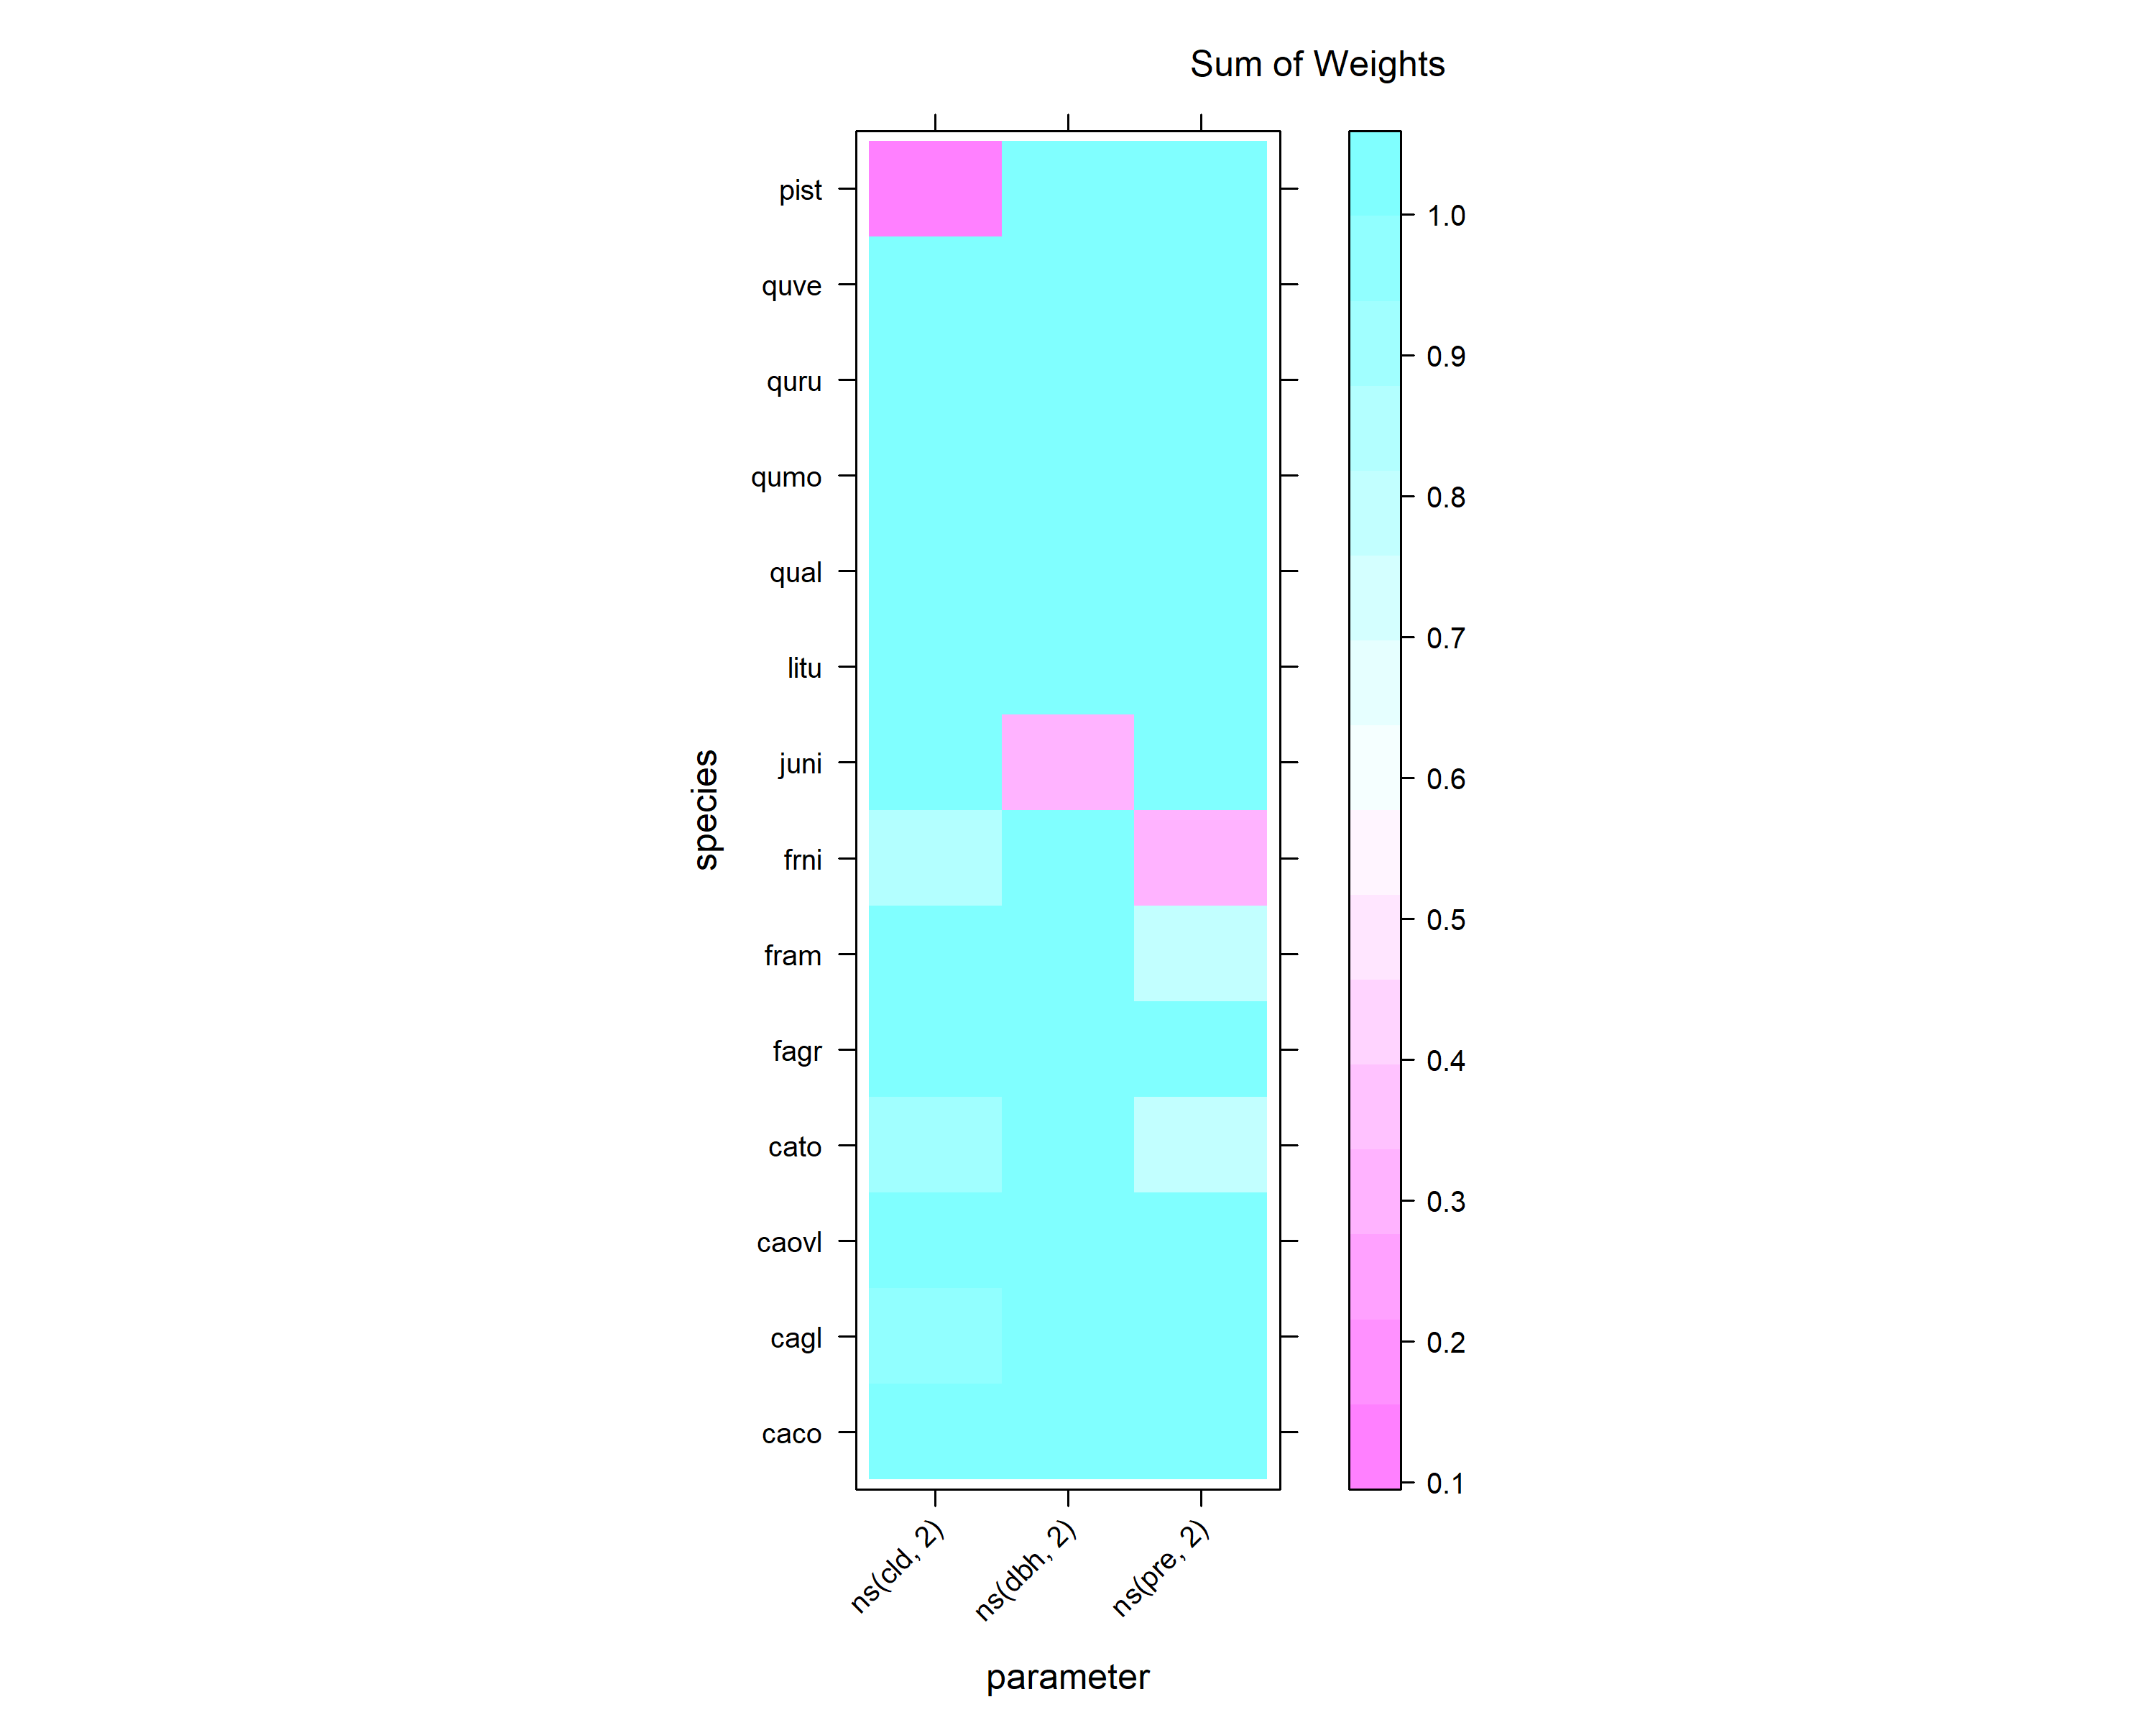 Sum of Weights
pist
quve
quru
qumo
qual
litu
juni
frni
fram
fagr
cato
caovl
cagl
caco
species
1.0
0.9
0.8
0.7
0.6
0.5
0.4
0.3
0.2
0.1
ns(cld, 2)
ns(dbh, 2)
ns(pre, 2)
parameter